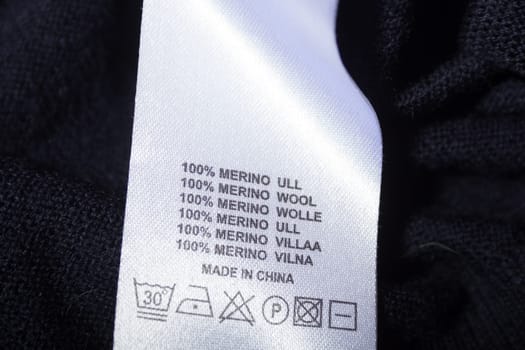 100% MERINO ULL
100% MERINO WOOL
100% MERINO WOLLE
100% MERINO ULL
100% MERINO VILLAA
100% MERINO VILNA
MADE IN CHINA
30° P